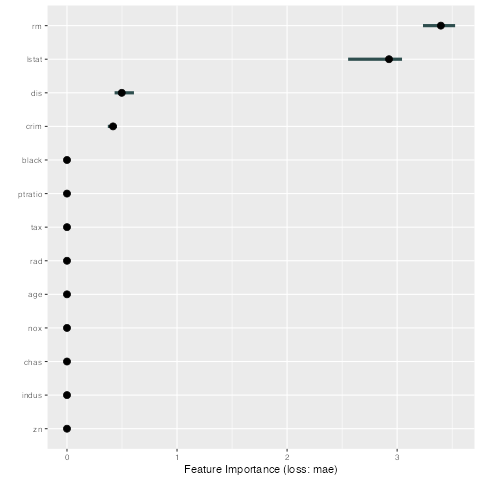 rm
lstat
dis
crim
black
ptratio
tax
rad
age
nox
chas
indus
zn
0 1 2 3
Feature Importance (loss: mae)